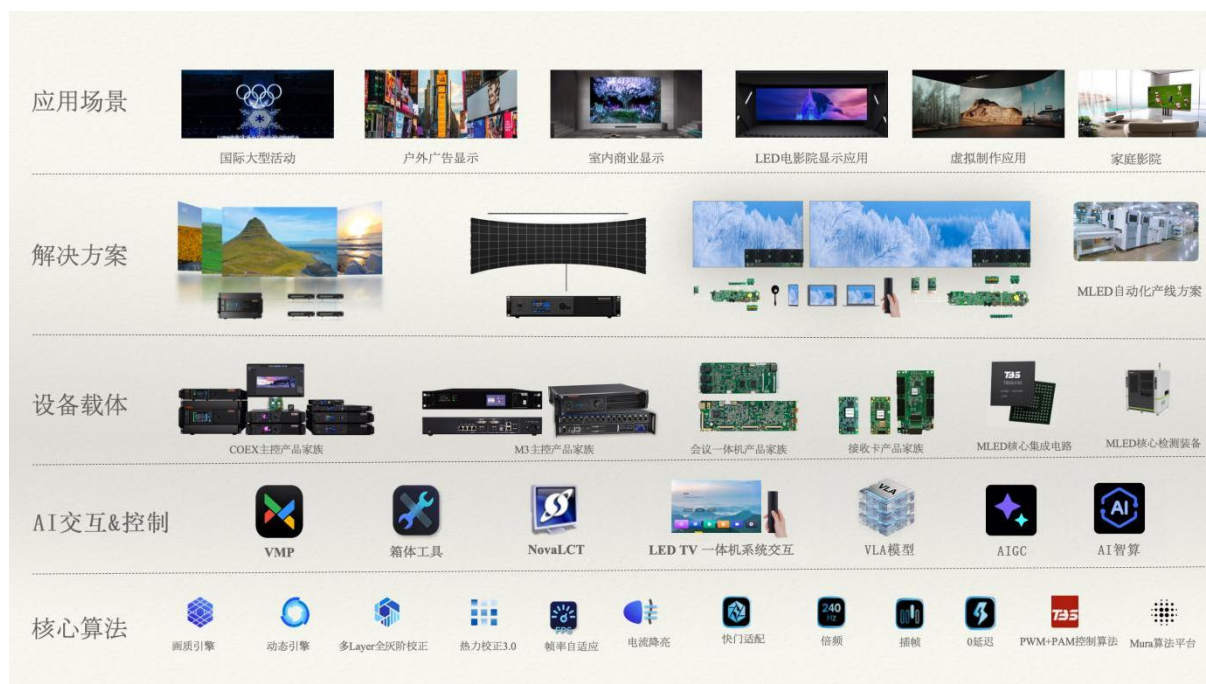 应用场景
国际大型活动
户外广告显示
室内商业显示
LED电影院显示应用
虚拟制作应用
家庭影院
解决方案
MLED自动化产线方案
设备载体
COEX主控产品家族
M3主控产品家族
会议一体机产品家族
接收卡产品家族
TBS
MLED核心集成电路
MLED核心检测装备
AI交互&控制
VMP
箱体工具
NovaLCT
LED TV 一体机系统交互
VLA
VLA模型
AIGC
AI
AI智算
核心算法
画质引擎
动态引擎
多Layer全灰阶校正
热力校正3.0
FPS
帧率自适应
电流降亮
快门适配
240
Hz
倍频
插帧
0延迟
TBS
PWM+PAM控制算法
Mura算法平台